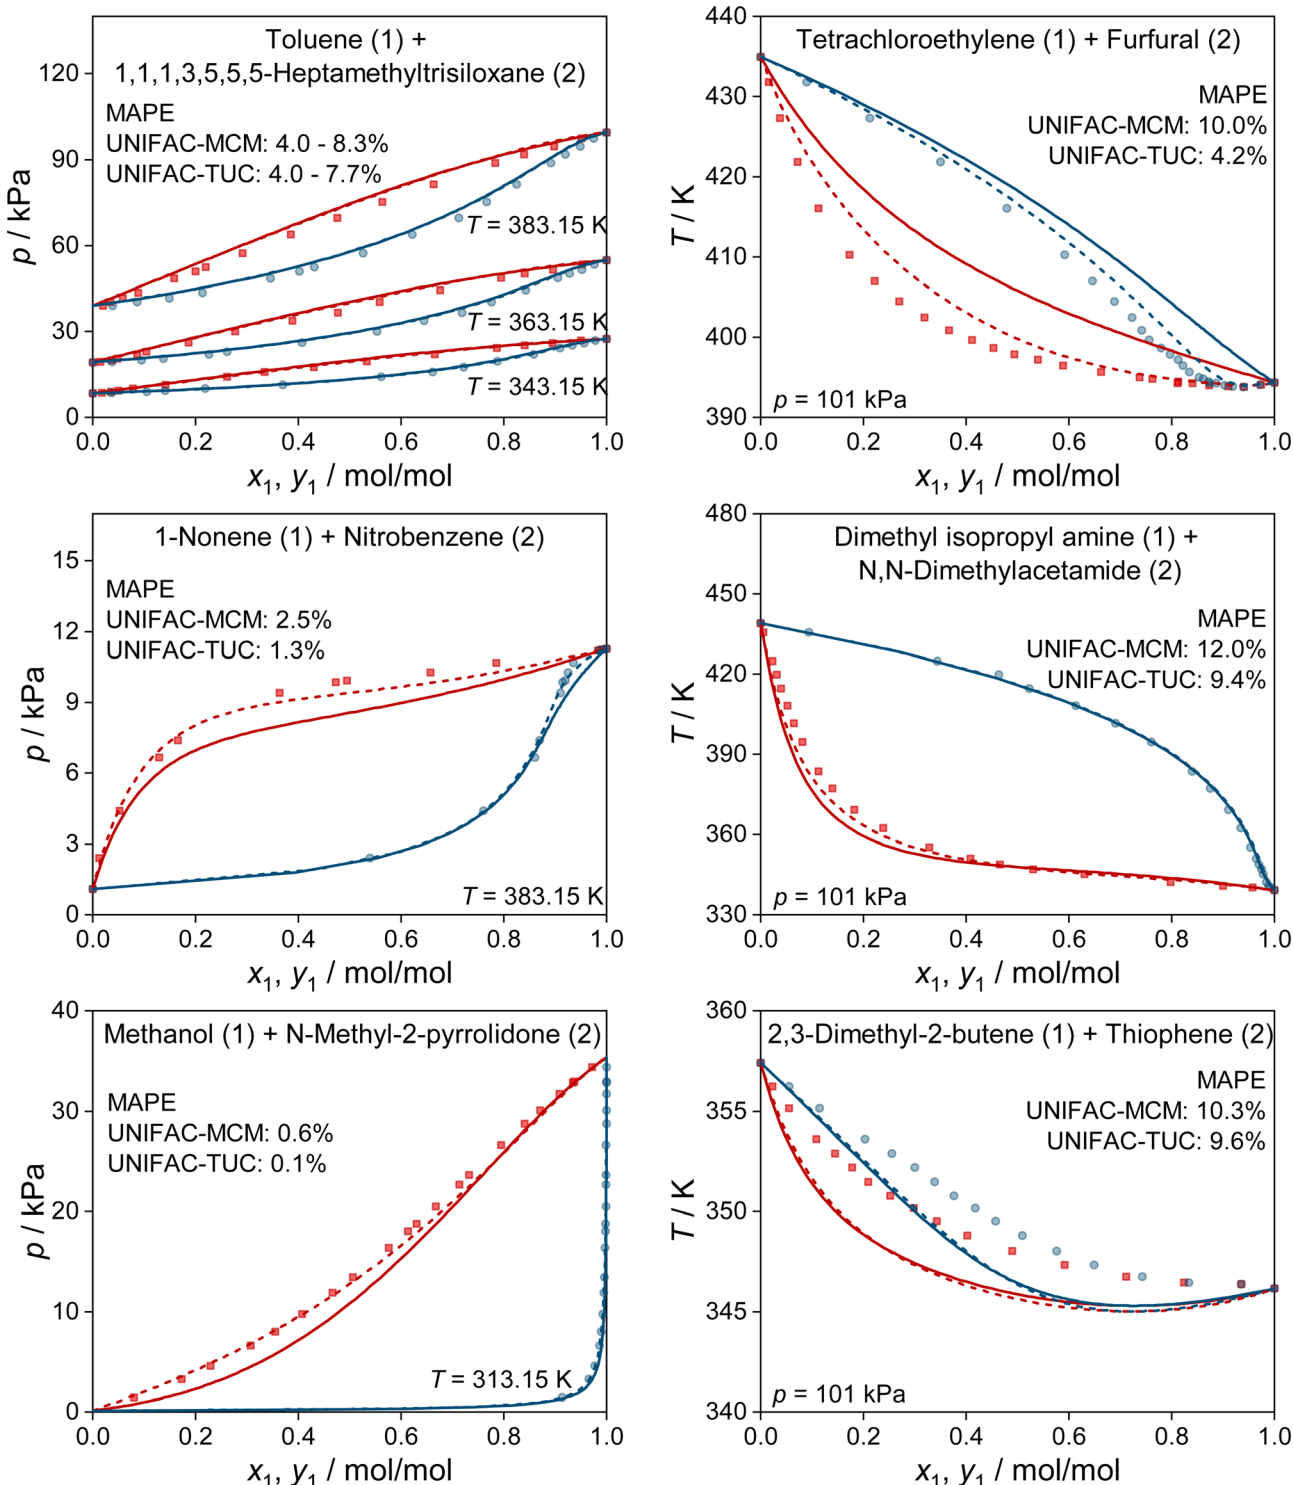 Toluene (1) +
1,1,1,3,5,5,5-Heptamethyltrisiloxane (2)
MAPE
UNIFAC-MCM: 4.0 - 8.3%
UNIFAC-TUC: 4.0 - 7.7%
T = 383.15 K
T = 363.15 K
T = 343.15 K
120
90
60
30
0
p / kPa
0.0 0.2 0.4 0.6 0.8 1.0
x1, y1 / mol/mol
Tetrachloroethylene (1) + Furfural (2)
MAPE
UNIFAC-MCM: 10.0%
UNIFAC-TUC: 4.2%
p = 101 kPa
440
430
420
410
400
390
T / K
0.0 0.2 0.4 0.6 0.8 1.0
x1, y1 / mol/mol
1-Nonene (1) + Nitrobenzene (2)
MAPE
UNIFAC-MCM: 2.5%
UNIFAC-TUC: 1.3%
T = 383.15 K
15
12
9
6
3
0
p / kPa
0.0 0.2 0.4 0.6 0.8 1.0
x1, y1 / mol/mol
Dimethyl isopropyl amine (1) +
N,N-Dimethylacetamide (2)
MAPE
UNIFAC-MCM: 12.0%
UNIFAC-TUC: 9.4%
p = 101 kPa
480
450
420
390
360
330
T / K
0.0 0.2 0.4 0.6 0.8 1.0
x1, y1 / mol/mol
Methanol (1) + N-Methyl-2-pyrrolidone (2)
MAPE
UNIFAC-MCM: 0.6%
UNIFAC-TUC: 0.1%
T = 313.15 K
40
30
20
10
0
p / kPa
0.0 0.2 0.4 0.6 0.8 1.0
x1, y1 / mol/mol
2,3-Dimethyl-2-butene (1) + Thiophene (2)
MAPE
UNIFAC-MCM: 10.3%
UNIFAC-TUC: 9.6%
p = 101 kPa
360
355
350
345
340
T / K
0.0 0.2 0.4 0.6 0.8 1.0
x1, y1 / mol/mol